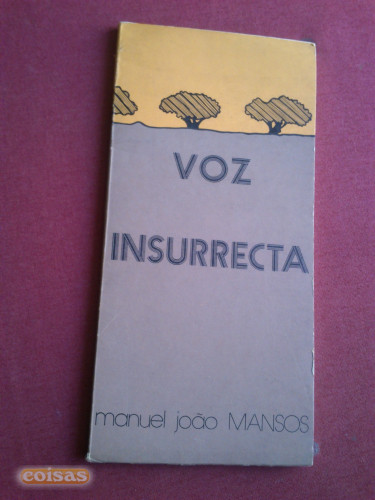 VOZ
INSURRECTA
manuel joão MANSOS
coisas